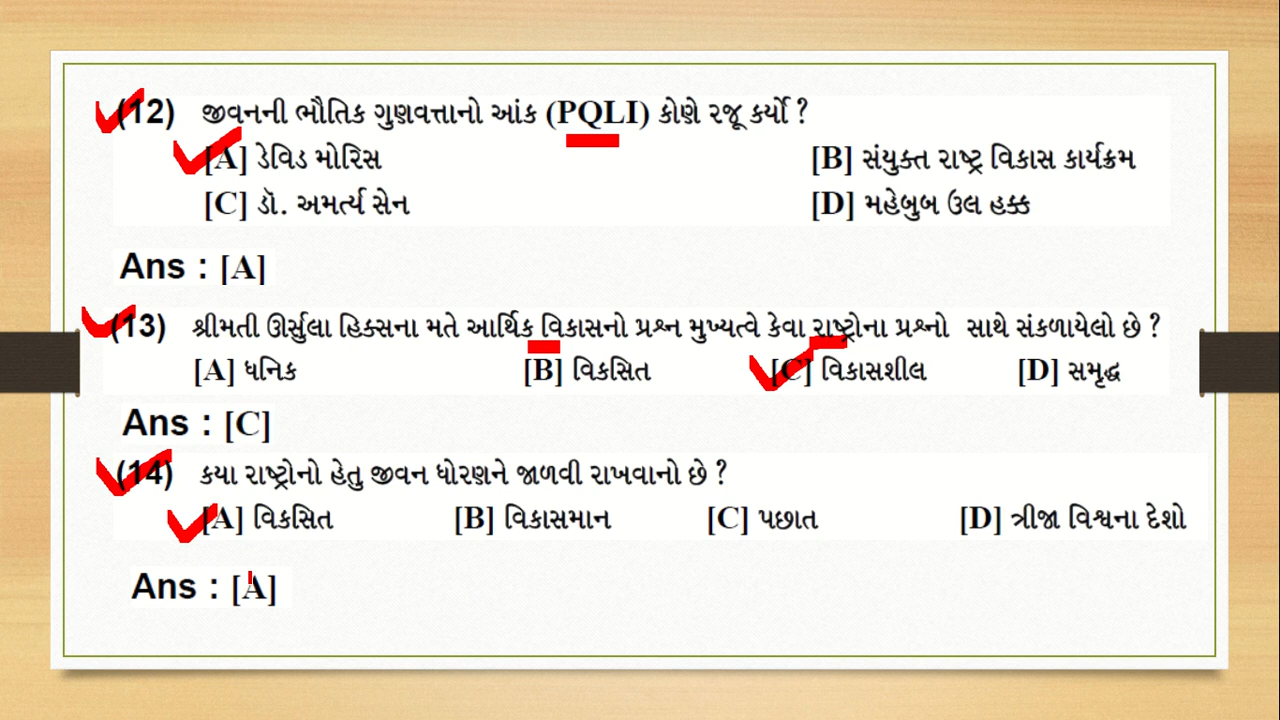 (12) જીવનની ભૌતિક ગુણવત્તાનો આંક (PQLI) કોણે રજૂ કર્યો ?
[A] ડેવિડ મોરિસ [B] સંયુક્ત રાષ્ટ્ર વિકાસ કાર્યક્રમ
[C] ડૉ. અમર્ત્ય સેન [D] મહેબુબ ઉલ હક્ક
Ans : [A]
(13) શ્રીમતી ઊર્સુલા હિક્સના મતે આર્થિક વિકાસનો પ્રશ્ન મુખ્યત્વે કેવા રાષ્ટ્રોના પ્રશ્નો સાથે સંકળાયેલો છે ?
[A] ધનિક [B] વિકસિત [C] વિકાસશીલ [D] સમૃદ્ધ
Ans : [C]
(14) કયા રાષ્ટ્રોનો હેતુ જીવન ધોરણને જાળવી રાખવાનો છે ?
[A] વિકસિત [B] વિકાસમાન [C] પછાત [D] ત્રીજા વિશ્વના દેશો
Ans : [A]